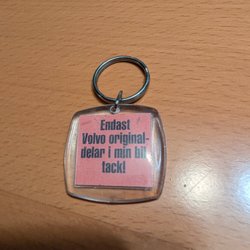 Endast
Volvo original-
delar i min bil
tack!